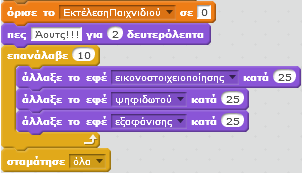 όρισε το ΕκτέλεσηΠοιχνιδιού σε 0
πες Άουτς!!! για 2 δευτερόλεπτα
επανάλαβε 10
άλλαξε το εφέ εικονοστοιχειοποίησης κατά 25
άλλαξε το εφέ ψηφιδωτού κατά 25
άλλαξε το εφέ εξαφάνισης κατά 25
σταμάτησε όλα